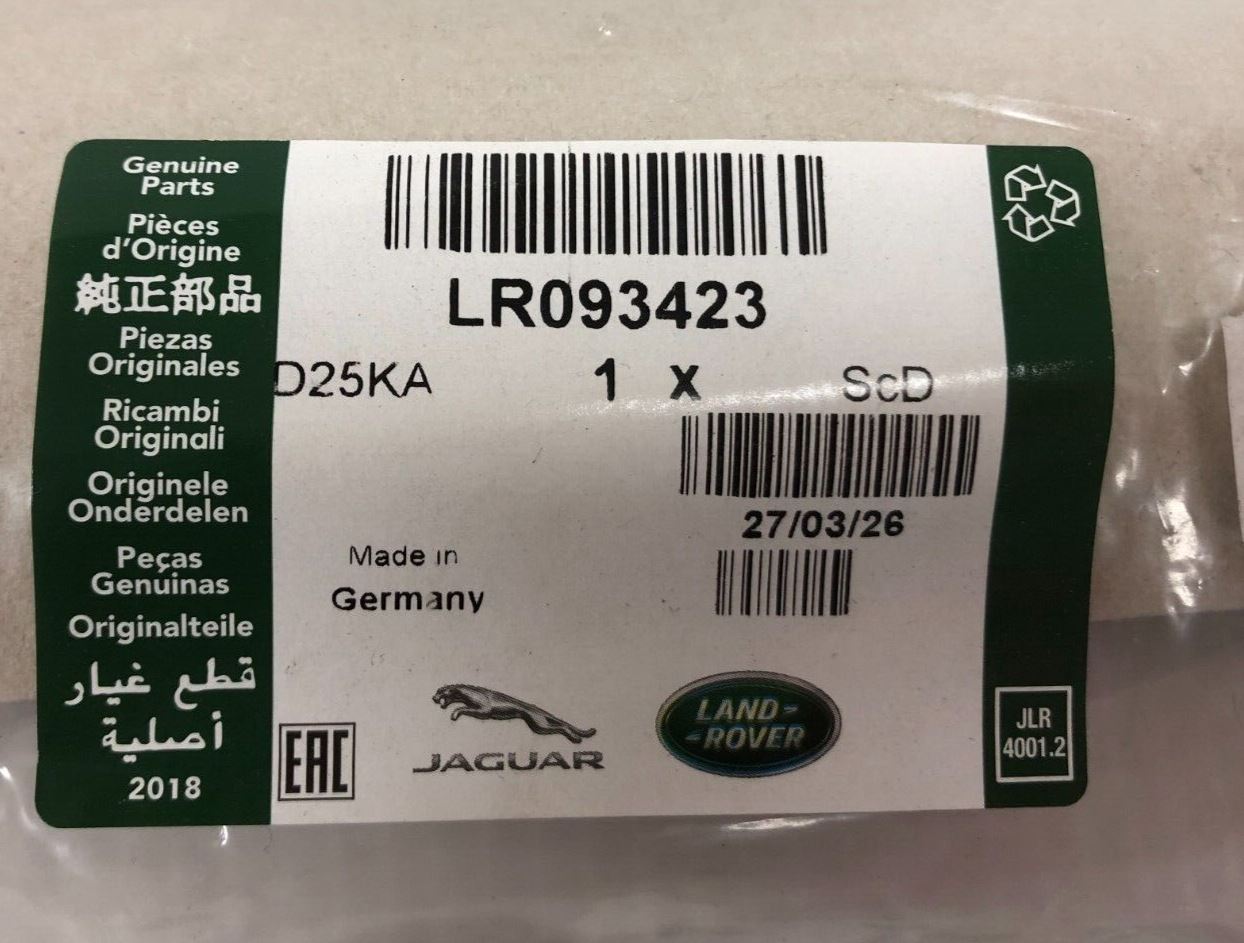 Genuine
Parts
Pièces
d'Origine
純正部品
Piezas
Originales
Ricambi
Originali
Originele
Onderdelen
Peças
Genuinas
Originalteile
قطع غيار
أصلية
2018
LR093423
D25KA 1 X ScD
27/03/26
Made in
Germany
EAC
JAGUAR
LAND-
-ROVER
JLR
4001.2